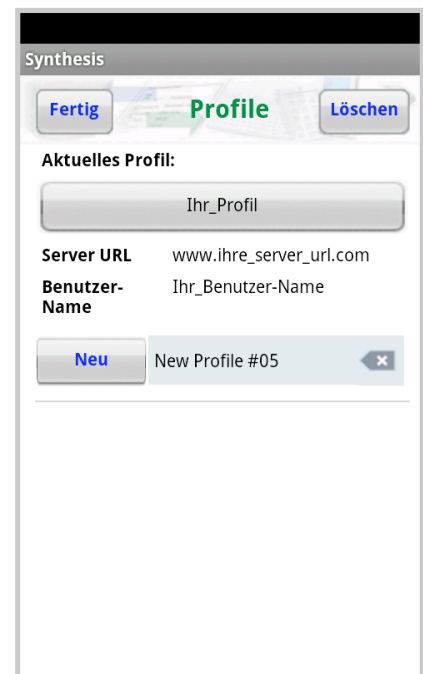 Synthesis
Fertig Profile Löschen
Aktuelles Profil:
Ihr_Profil
Server URL www.ihre_server_url.com
Benutzer- Ihr_Benutzer-Name
Name
Neu New Profile #05